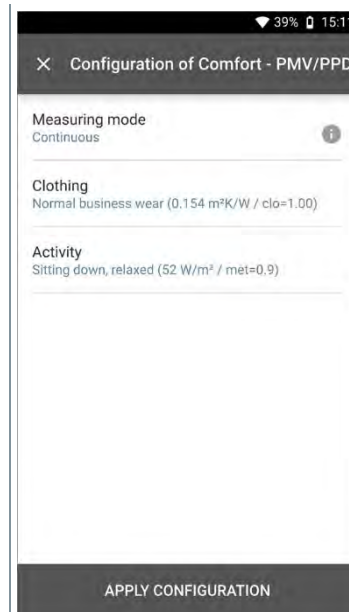 39% 15:11
Configuration of Comfort - PMV/PPD
Measuring mode
Continuous
Clothing
Normal business wear (0.154 m²K/W / clo=1.00)
Activity
Sitting down, relaxed (52 W/m² / met=0.9)
APPLY CONFIGURATION